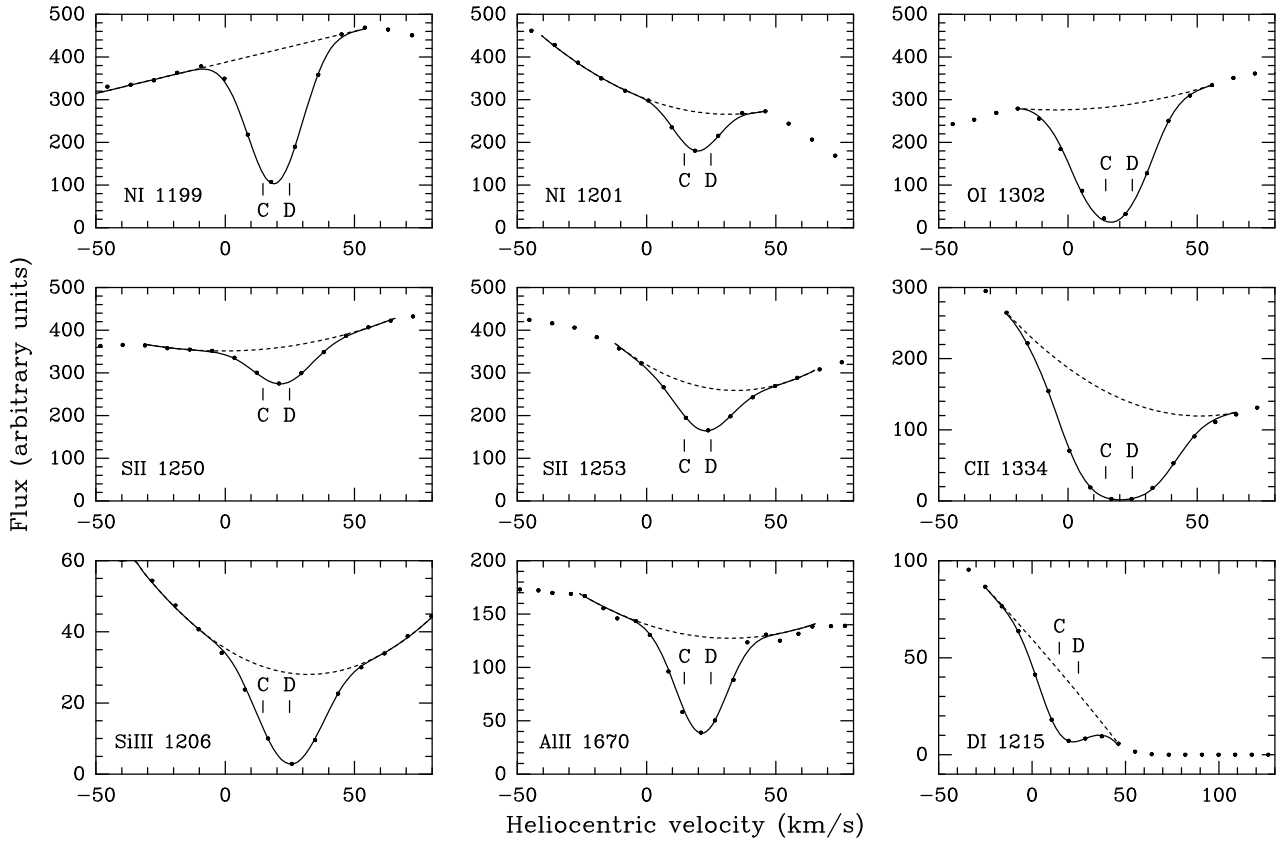 500 400 300 200 100 0
NI 1199
C D
−50 0 50
500 400 300 200 100 0
NI 1201
C D
−50 0 50
500 400 300 200 100 0
C D
OI 1302
−50 0 50
500 400 300 200 100 0
C D
SII 1250
−50 0 50
500 400 300 200 100 0
SII 1253
C D
−50 0 50
300 200 100 0
C D
CII 1334
−50 0 50
60 40 20 0
C D
SiIII 1206
−50 0 50
200 150 100 50 0
C D
AlII 1670
−50 0 50
100 50 0
C
D
DI 1215
−50 0 50 100
Flux (arbitrary units)
Heliocentric velocity (km/s)